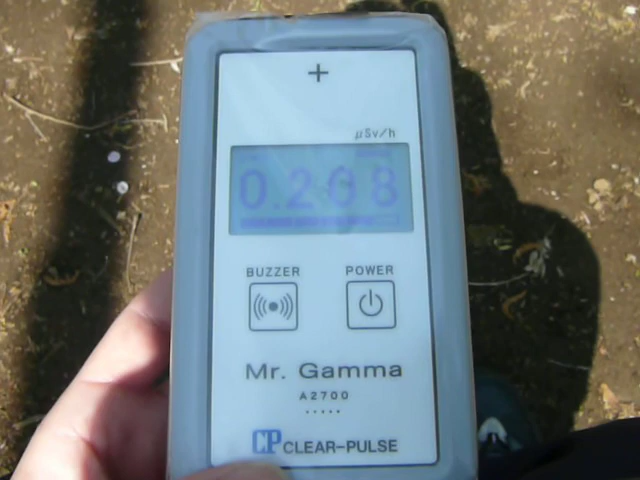 +
μSv/h
0.208
BUZZER POWER
Mr. Gamma
A2700
CP CLEAR-PULSE